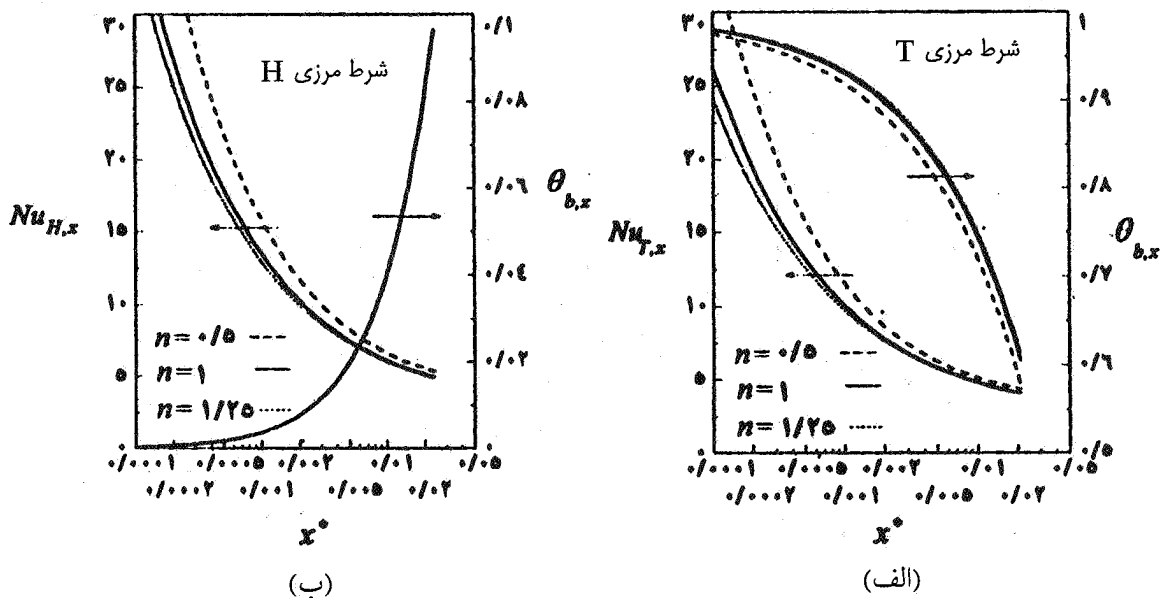 شرط مرزی H
Nu_{H,x}
۳۰
۲۵
۲۰
۱۵
۱۰
۵
۰
θ_{b,x}
۰/۱
۰/۰۸
۰/۰۶
۰/۰۴
۰/۰۲
۰
n = ۰/۵
n = ۱
n = ۱/۲۵
۰/۰۰۰۱ ۰/۰۰۰۵ ۰/۰۰۲ ۰/۰۱ ۰/۰۵
۰/۰۰۰۲ ۰/۰۰۱ ۰/۰۰۵ ۰/۰۲
x*
(ب)
شرط مرزی T
Nu_{T,x}
۳۰
۲۵
۲۰
۱۵
۱۰
۵
۰
θ_{b,x}
۱
۰/۹
۰/۸
۰/۷
۰/۶
۰/۵
n = ۰/۵
n = ۱
n = ۱/۲۵
۰/۰۰۰۱ ۰/۰۰۰۵ ۰/۰۰۲ ۰/۰۱ ۰/۰۵
۰/۰۰۰۲ ۰/۰۰۱ ۰/۰۰۵ ۰/۰۲
x*
(الف)